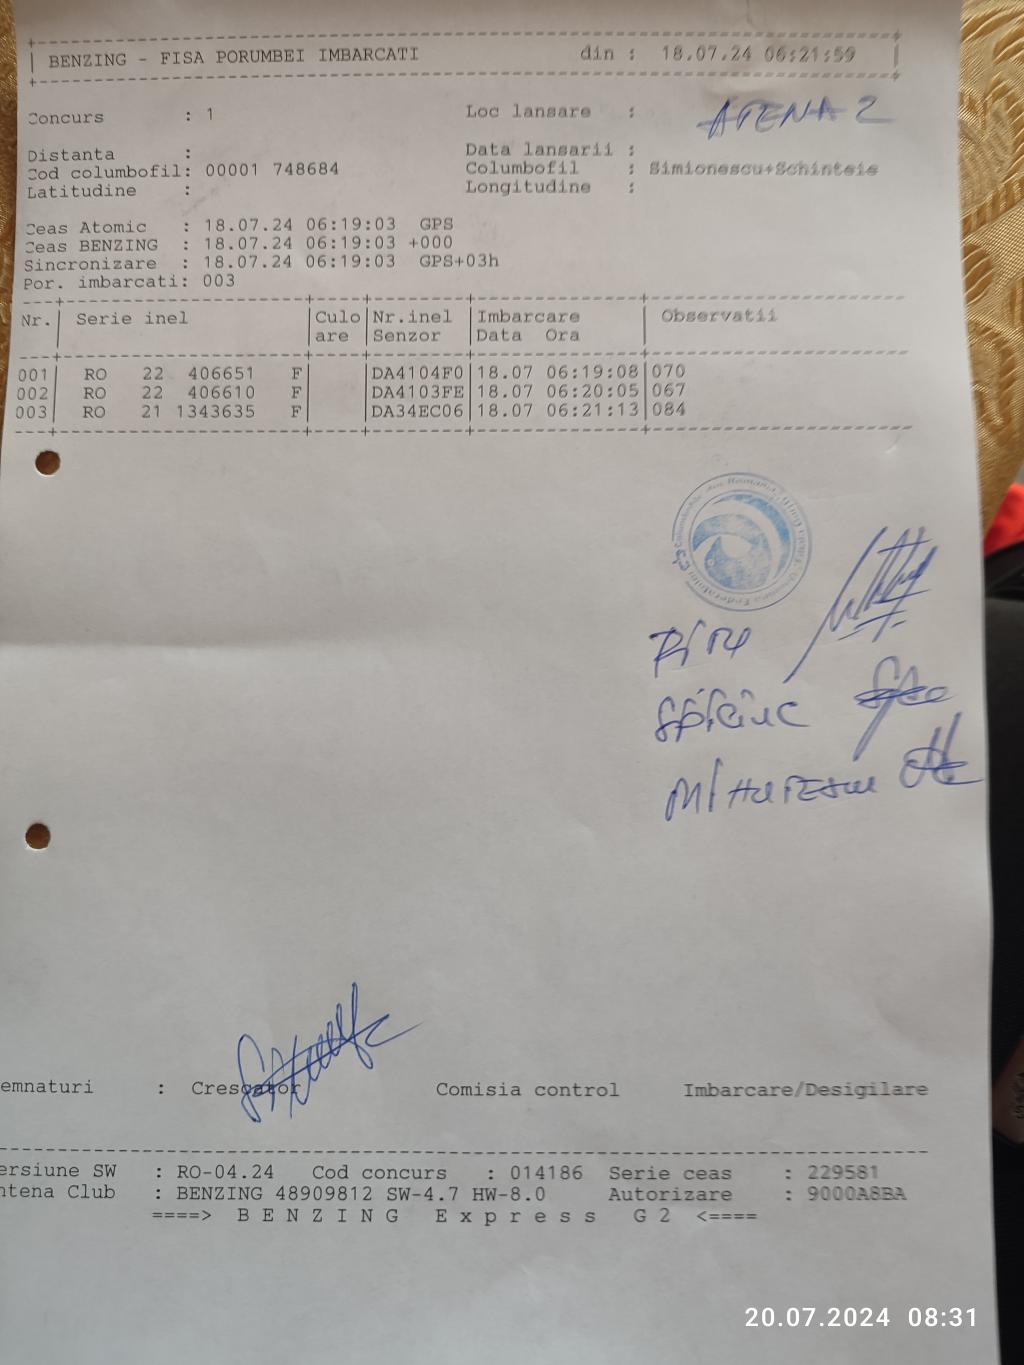 BENZING - FISA PORUMBEI IMBARCATI din : 18.07.24 06:21:59
Concurs : 1 Loc lansare : ATENA 2
Distanta : Data lansarii :
Cod columbofil: 00001 748684 Columbofil : Simionescu+Schinteie
Latitudine : Longitudine :
Ceas Atomic : 18.07.24 06:19:03 GPS
Ceas BENZING : 18.07.24 06:19:03 +000
Sincronizare : 18.07.24 06:19:03 GPS+03h
Por. imbarcati: 003
Nr. Serie inel Culo Nr.inel Imbarcare Observatii
are Senzor Data Ora
001 RO 22 406651 F DA4104F0 18.07 06:19:08 070
002 RO 22 406610 F DA4103FE 18.07 06:20:05 067
003 RO 21 1343635 F DA34EC06 18.07 06:21:13 084
emnaturi : Crescator Comisia control Imbarcare/Desigilare
ersiune SW : RO-04.24 Cod concurs : 014186 Serie ceas : 229581
ntena Club : BENZING 48909812 SW-4.7 HW-8.0 Autorizare : 9000A8BA
====> B E N Z I N G E x p r e s s G 2 <====
20.07.2024 08:31